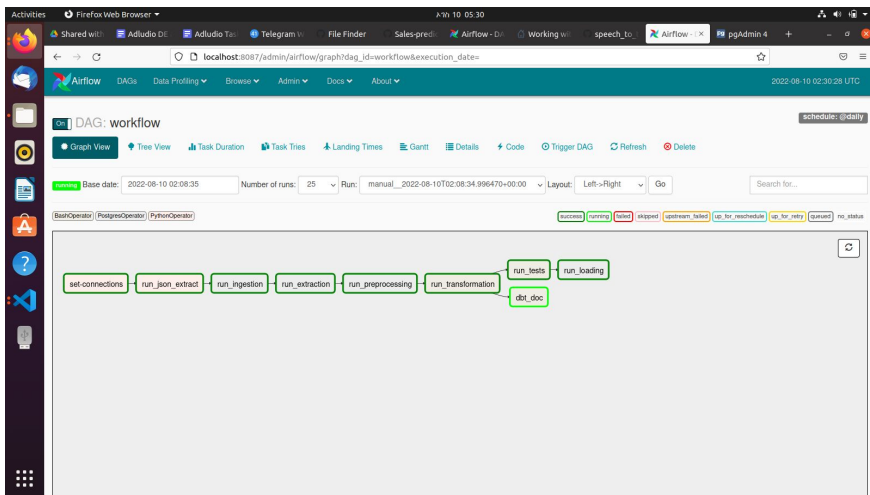 Activities Firefox Web Browser ነሐሴ 10 05:30
Shared with Adludio DE Adludio Tas Telegram W File Finder Sales-predic Airflow - DA Working wi speech_to_ Airflow - D pgAdmin 4
localhost:8087/admin/airflow/graph?dag_id=workflow&execution_date=
Airflow DAGs Data Profiling Browse Admin Docs About 2022-08-10 02:30:28 UTC
On DAG: workflow schedule: @daily
Graph View Tree View Task Duration Task Tries Landing Times Gantt Details Code Trigger DAG Refresh Delete
running Base date: 2022-08-10 02:08:35 Number of runs: 25 Run: manual__2022-08-10T02:08:34.996470+00:00 Layout: Left->Right Go Search for...
BashOperator PostgresOperator PythonOperator success running failed skipped upstream_failed up_for_reschedule up_for_retry queued no_status
run_tests run_loading
set-connections run_json_extract run_ingestion run_extraction run_preprocessing run_transformation
dbt_doc